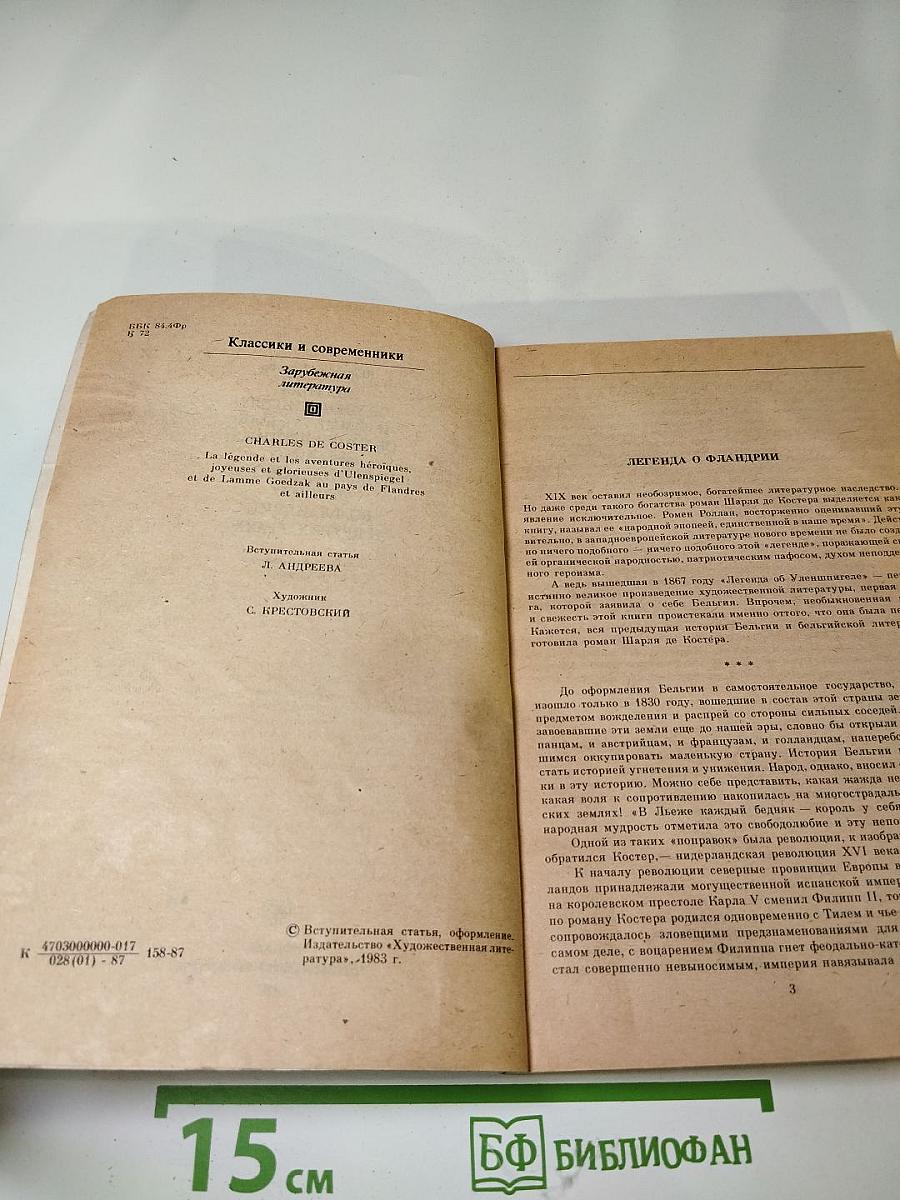 ББК 84.4Фр
К 72
Классики и современники
Зарубежная
литература
CHARLES DE COSTER
La légende et les aventures héroïques,
joyeuses et glorieuses d'Ulenspiegel
et de Lamme Goedzak au pays de Flandres
et ailleurs
Вступительная статья
Л. АНДРЕЕВА
Художник
С. КРЕСТОВСКИЙ
К 4703000000-017 158-87
028(01) - 87
© Вступительная статья, оформление.
Издательство «Художественная лите-
ратура», 1983 г.
ЛЕГЕНДА О ФЛАНДРИИ
XIX век оставил необозримое, богатейшее литературное наследство.
Но даже среди такого богатства роман Шарля де Костера выделяется как
явление исключительное. Ромен Роллан, восторженно оценивавший эту
книгу, называл ее «народной эпопеей, единственной в наше время». Дейст
вительно, в западноевропейской литературе нового времени не было созд
но ничего подобного — ничего подобного этой «легенде», поражающей с
ей органической народностью, патриотическим пафосом, духом неподде
ного героизма.
А ведь вышедшая в 1867 году «Легенда об Уленшпигеле» — пе
истинно великое произведение художественной литературы, первая
га, которой заявила о себе Бельгия. Впрочем, необыкновенная
и свежесть этой книги проистекали именно оттого, что она была пе
Кажется, вся предыдущая история Бельгии и бельгийской литер
готовила роман Шарля де Костера.
* * *
До оформления Бельгии в самостоятельное государство,
изошло только в 1830 году, вошедшие в состав этой страны зе
предметом вожделения и распрей со стороны сильных соседей.
завоевавшие эти земли еще до нашей эры, словно бы открыли
панцам, и австрийцам, и французам, и голландцам, наперебо
шимся оккупировать маленькую страну. История Бельгии
стать историей угнетения и унижения. Народ, однако, вносил
ки в эту историю. Можно себе представить, какая жажда не
какая воля к сопротивлению накопилась на многострадаль
ских землях! «В Льеже каждый бедняк — король у себя
народная мудрость отметила это свободолюбие и эту непо
Одной из таких «поправок» была революция, к изобра
обратился Костер,— нидерландская революция XVI века
К началу революции северные провинции Европы в
ландов принадлежали могущественной испанской импер
на королевском престоле Карла V сменил Филипп II, то
по роману Костера родился одновременно с Тилем и чье
сопровождалось зловещими предзнаменованиями для
самом деле, с воцарением Филиппа гнет феодально-кат
стал совершенно невыносимым, империя навязывала
3
15 см
БФ БИБЛИОФАН